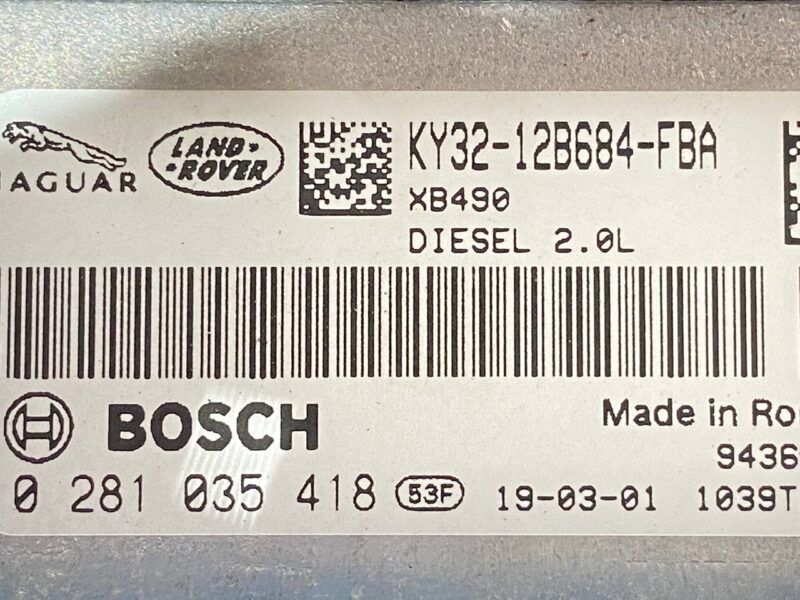 JAGUAR
LAND-
-ROVER
KY32-12B684-FBA
XB490
DIESEL 2.0L
BOSCH
Made in Ro
9436
0 281 035 418 53F 19-03-01 1039T